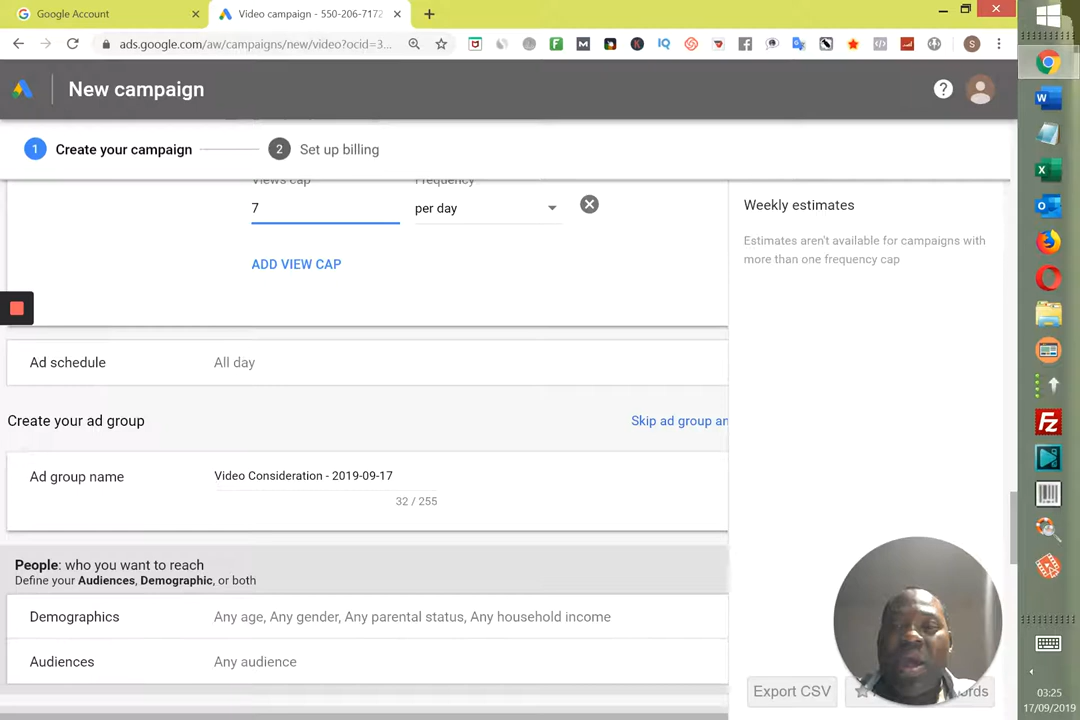 Google Account
Video campaign - 550-206-7172
ads.google.com/aw/campaigns/new/video?ocid=3...
New campaign
1 Create your campaign
2 Set up billing
Views cap
Frequency
7
per day
ADD VIEW CAP
Weekly estimates
Estimates aren't available for campaigns with
more than one frequency cap
Ad schedule
All day
Create your ad group
Skip ad group an
Ad group name
Video Consideration - 2019-09-17
32 / 255
People: who you want to reach
Define your Audiences, Demographic, or both
Demographics
Any age, Any gender, Any parental status, Any household income
Audiences
Any audience
Export CSV
03:25
17/09/2019